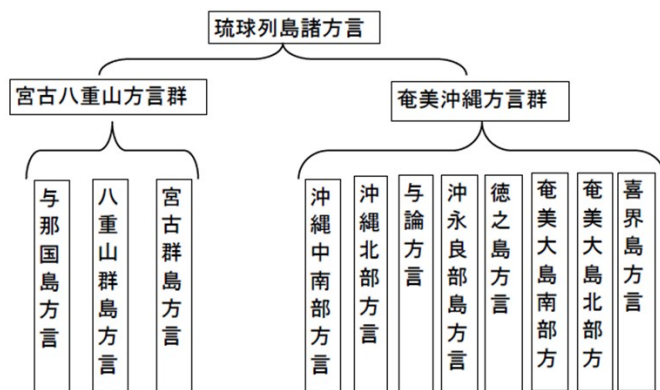 琉球列島諸方言
宮古八重山方言群
奄美沖縄方言群
与那国島方言
八重山群島方言
宮古群島方言
沖縄中南部方言
沖縄北部方言
与論方言
沖永良部島方言
徳之島方言
奄美大島南部方
奄美大島北部方
喜界島方言